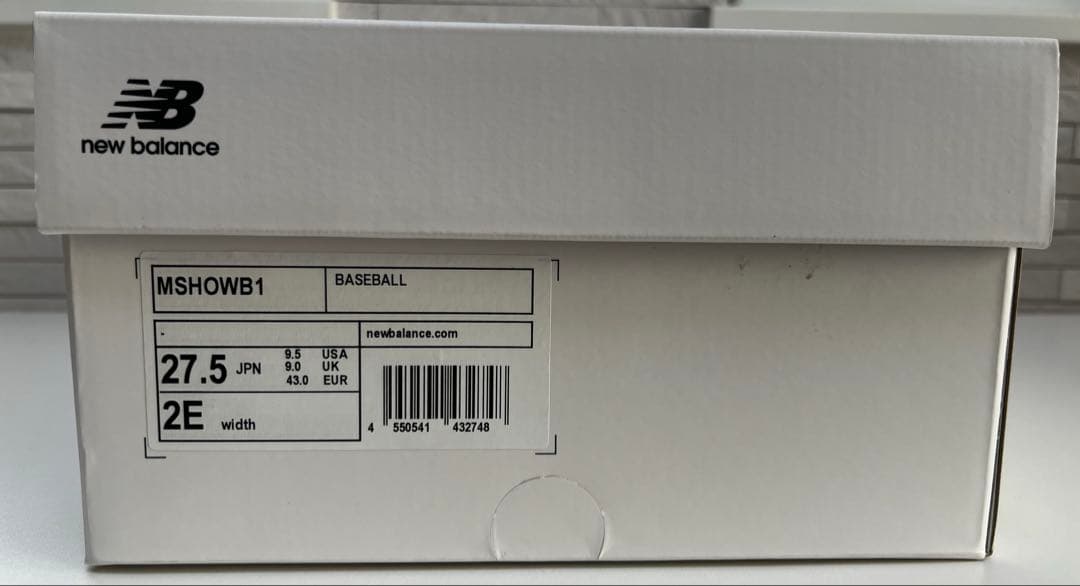 NB
new balance
MSHOWB1
BASEBALL
-
newbalance.com
27.5 JPN
9.5 USA
9.0 UK
43.0 EUR
2E width
4 550541 432748